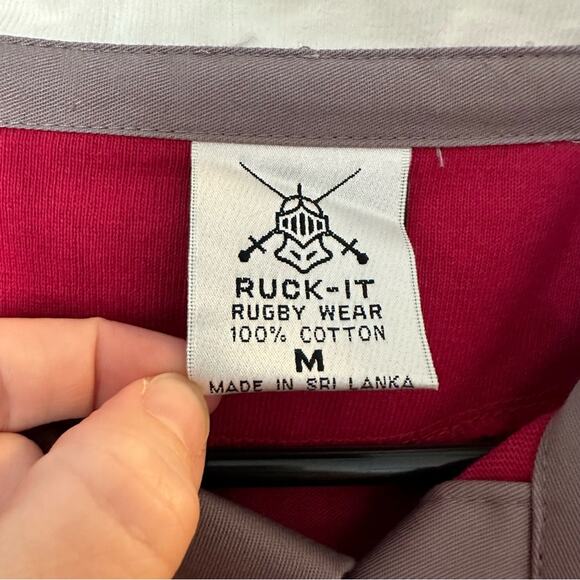 RUCK-IT
RUGBY WEAR
100% COTTON
M
MADE IN SRI LANKA